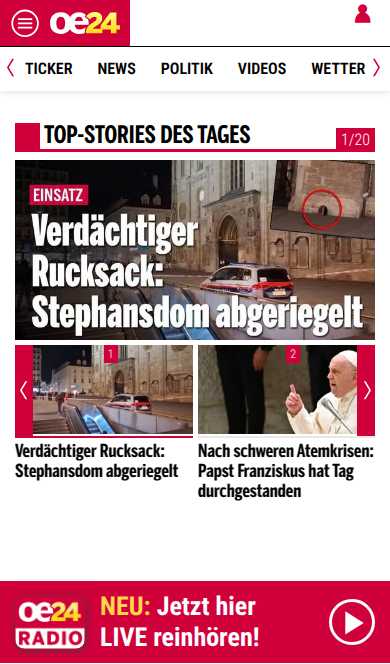 oe24
TICKER NEWS POLITIK VIDEOS WETTER
TOP-STORIES DES TAGES
1/20
EINSATZ
Verdächtiger
Rucksack:
Stephansdom abgeriegelt
1
Verdächtiger Rucksack:
Stephansdom abgeriegelt
2
Nach schweren Atemkrisen:
Papst Franziskus hat Tag
durchgestanden
oe24
RADIO
NEU: Jetzt hier
LIVE reinhören!